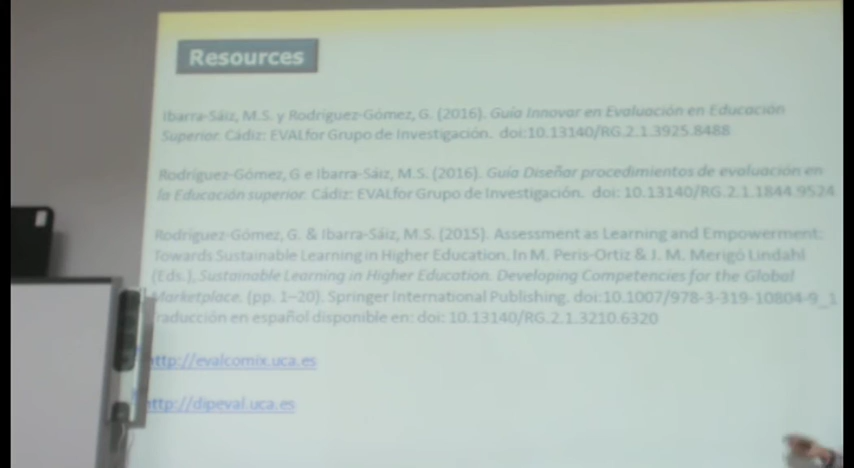 Resources
Ibarra-Sáiz, M.S. y Rodríguez-Gómez, G. (2016). Guía Innovar en Evaluación en Educación
Superior. Cádiz: EVALfor Grupo de Investigación. doi:10.13140/RG.2.1.3925.8488
Rodríguez-Gómez, G e Ibarra-Sáiz, M.S. (2016). Guía Diseñar procedimientos de evaluación en
la Educación superior. Cádiz: EVALfor Grupo de Investigación. doi: 10.13140/RG.2.1.1844.9524
Rodríguez-Gómez, G. & Ibarra-Sáiz, M.S. (2015). Assessment as Learning and Empowerment:
Towards Sustainable Learning in Higher Education. In M. Peris-Ortiz & J. M. Merigó Lindahl
(Eds.), Sustainable Learning in Higher Education. Developing Competencies for the Global
Marketplace. (pp. 1–20). Springer International Publishing. doi:10.1007/978-3-319-10804-9_1
raducción en español disponible en: doi: 10.13140/RG.2.1.3210.6320
ttp://evalcomix.uca.es
ttp://dipeval.uca.es